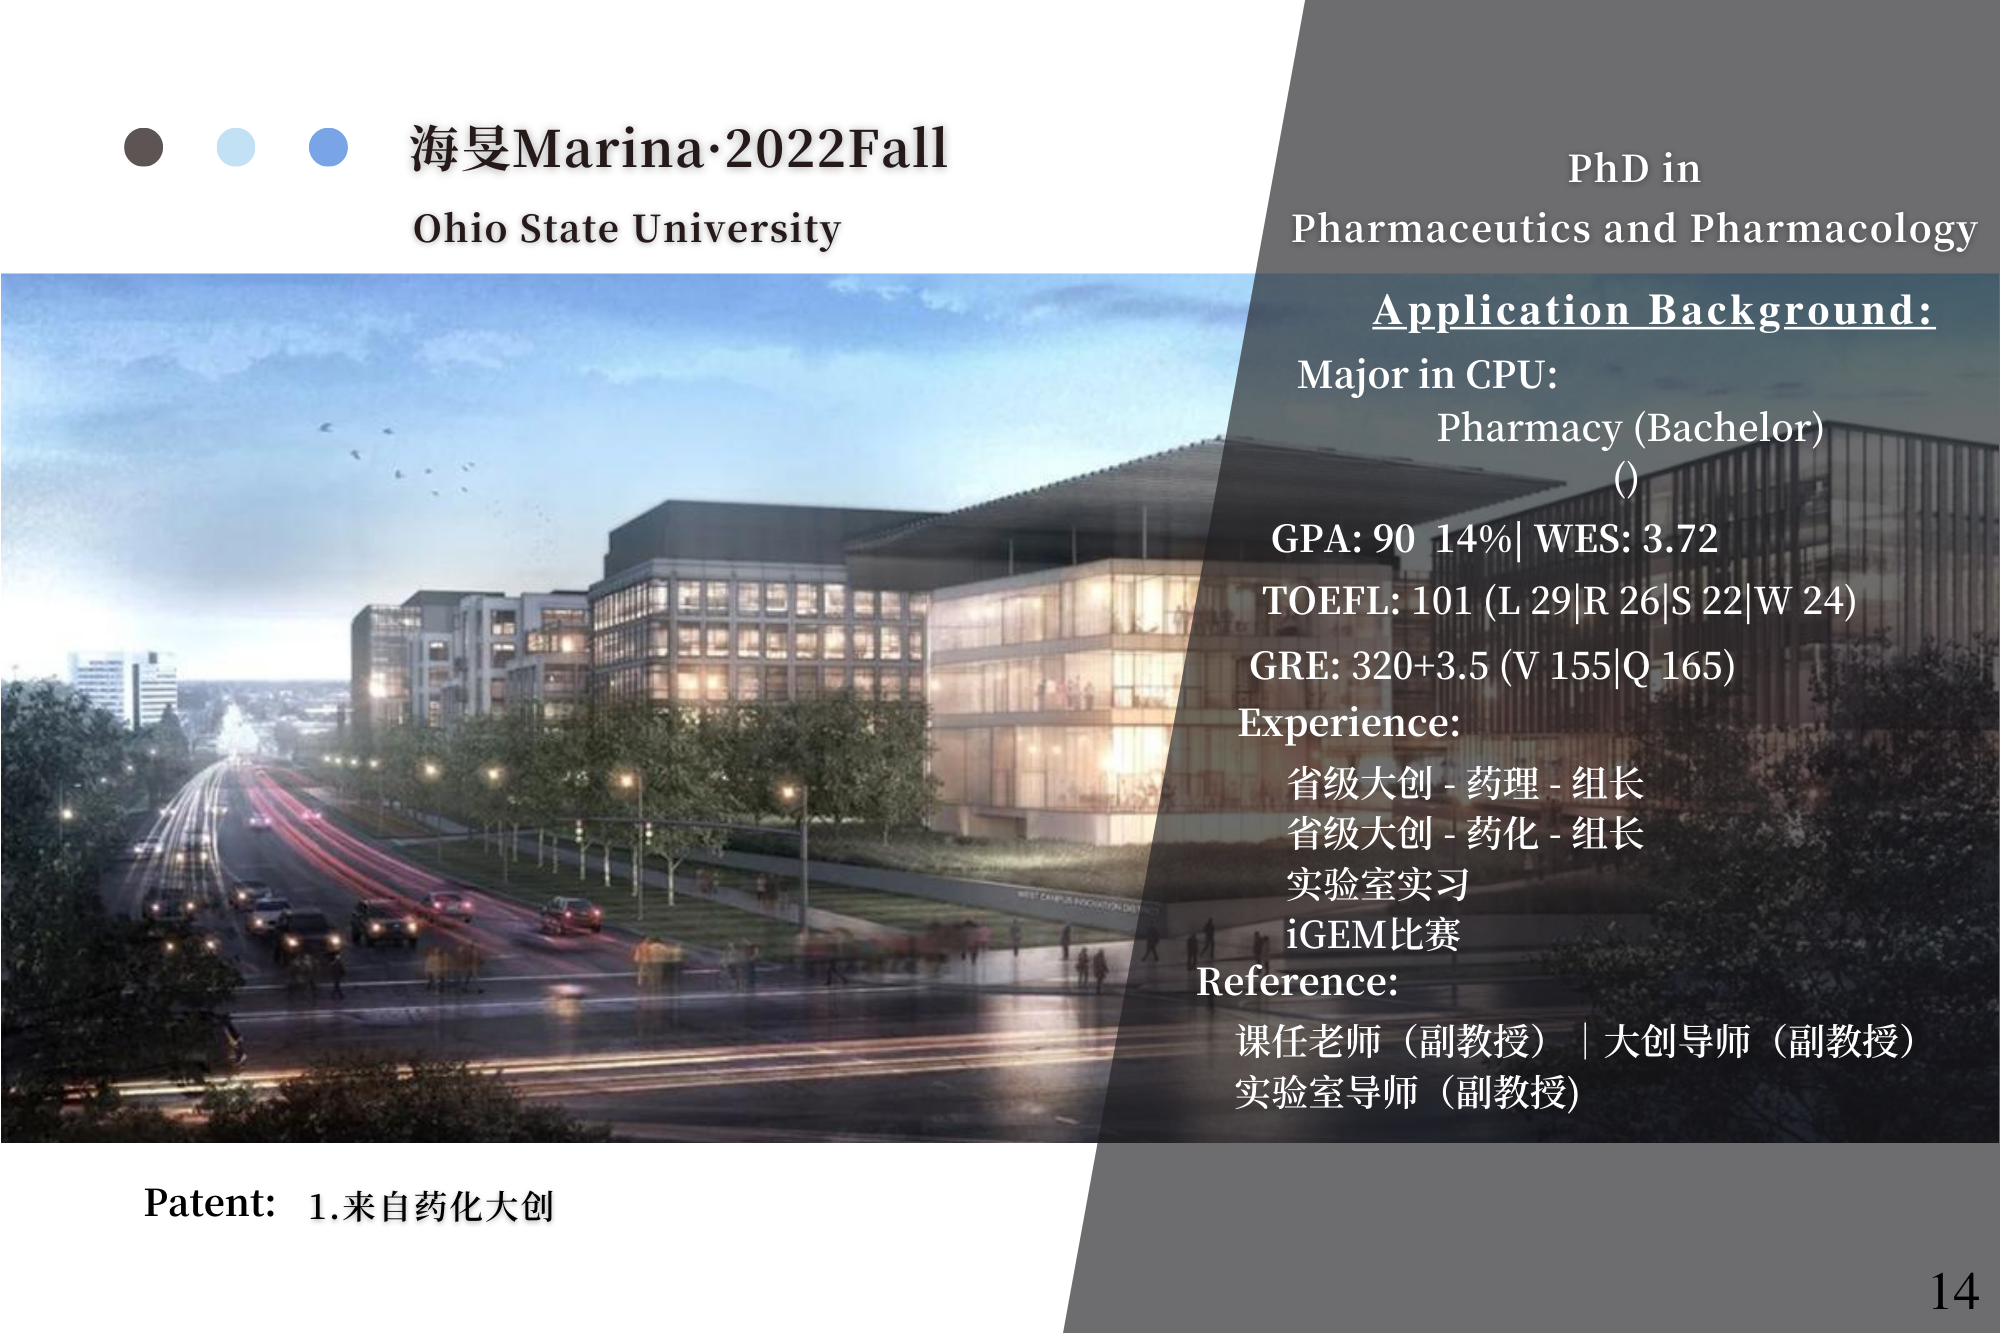 海旻Marina·2022Fall
Ohio State University
PhD in
Pharmaceutics and Pharmacology
Application Background:
Major in CPU:
Pharmacy (Bachelor)
()
GPA: 90 14%| WES: 3.72
TOEFL: 101 (L 29|R 26|S 22|W 24)
GRE: 320+3.5 (V 155|Q 165)
Experience:
省级大创 - 药理 - 组长
省级大创 - 药化 - 组长
实验室实习
iGEM比赛
Reference:
课任老师（副教授）｜大创导师（副教授）
实验室导师（副教授)
WEST CAMPUS INNOVATION DISTRICT
Patent: 1.来自药化大创
14